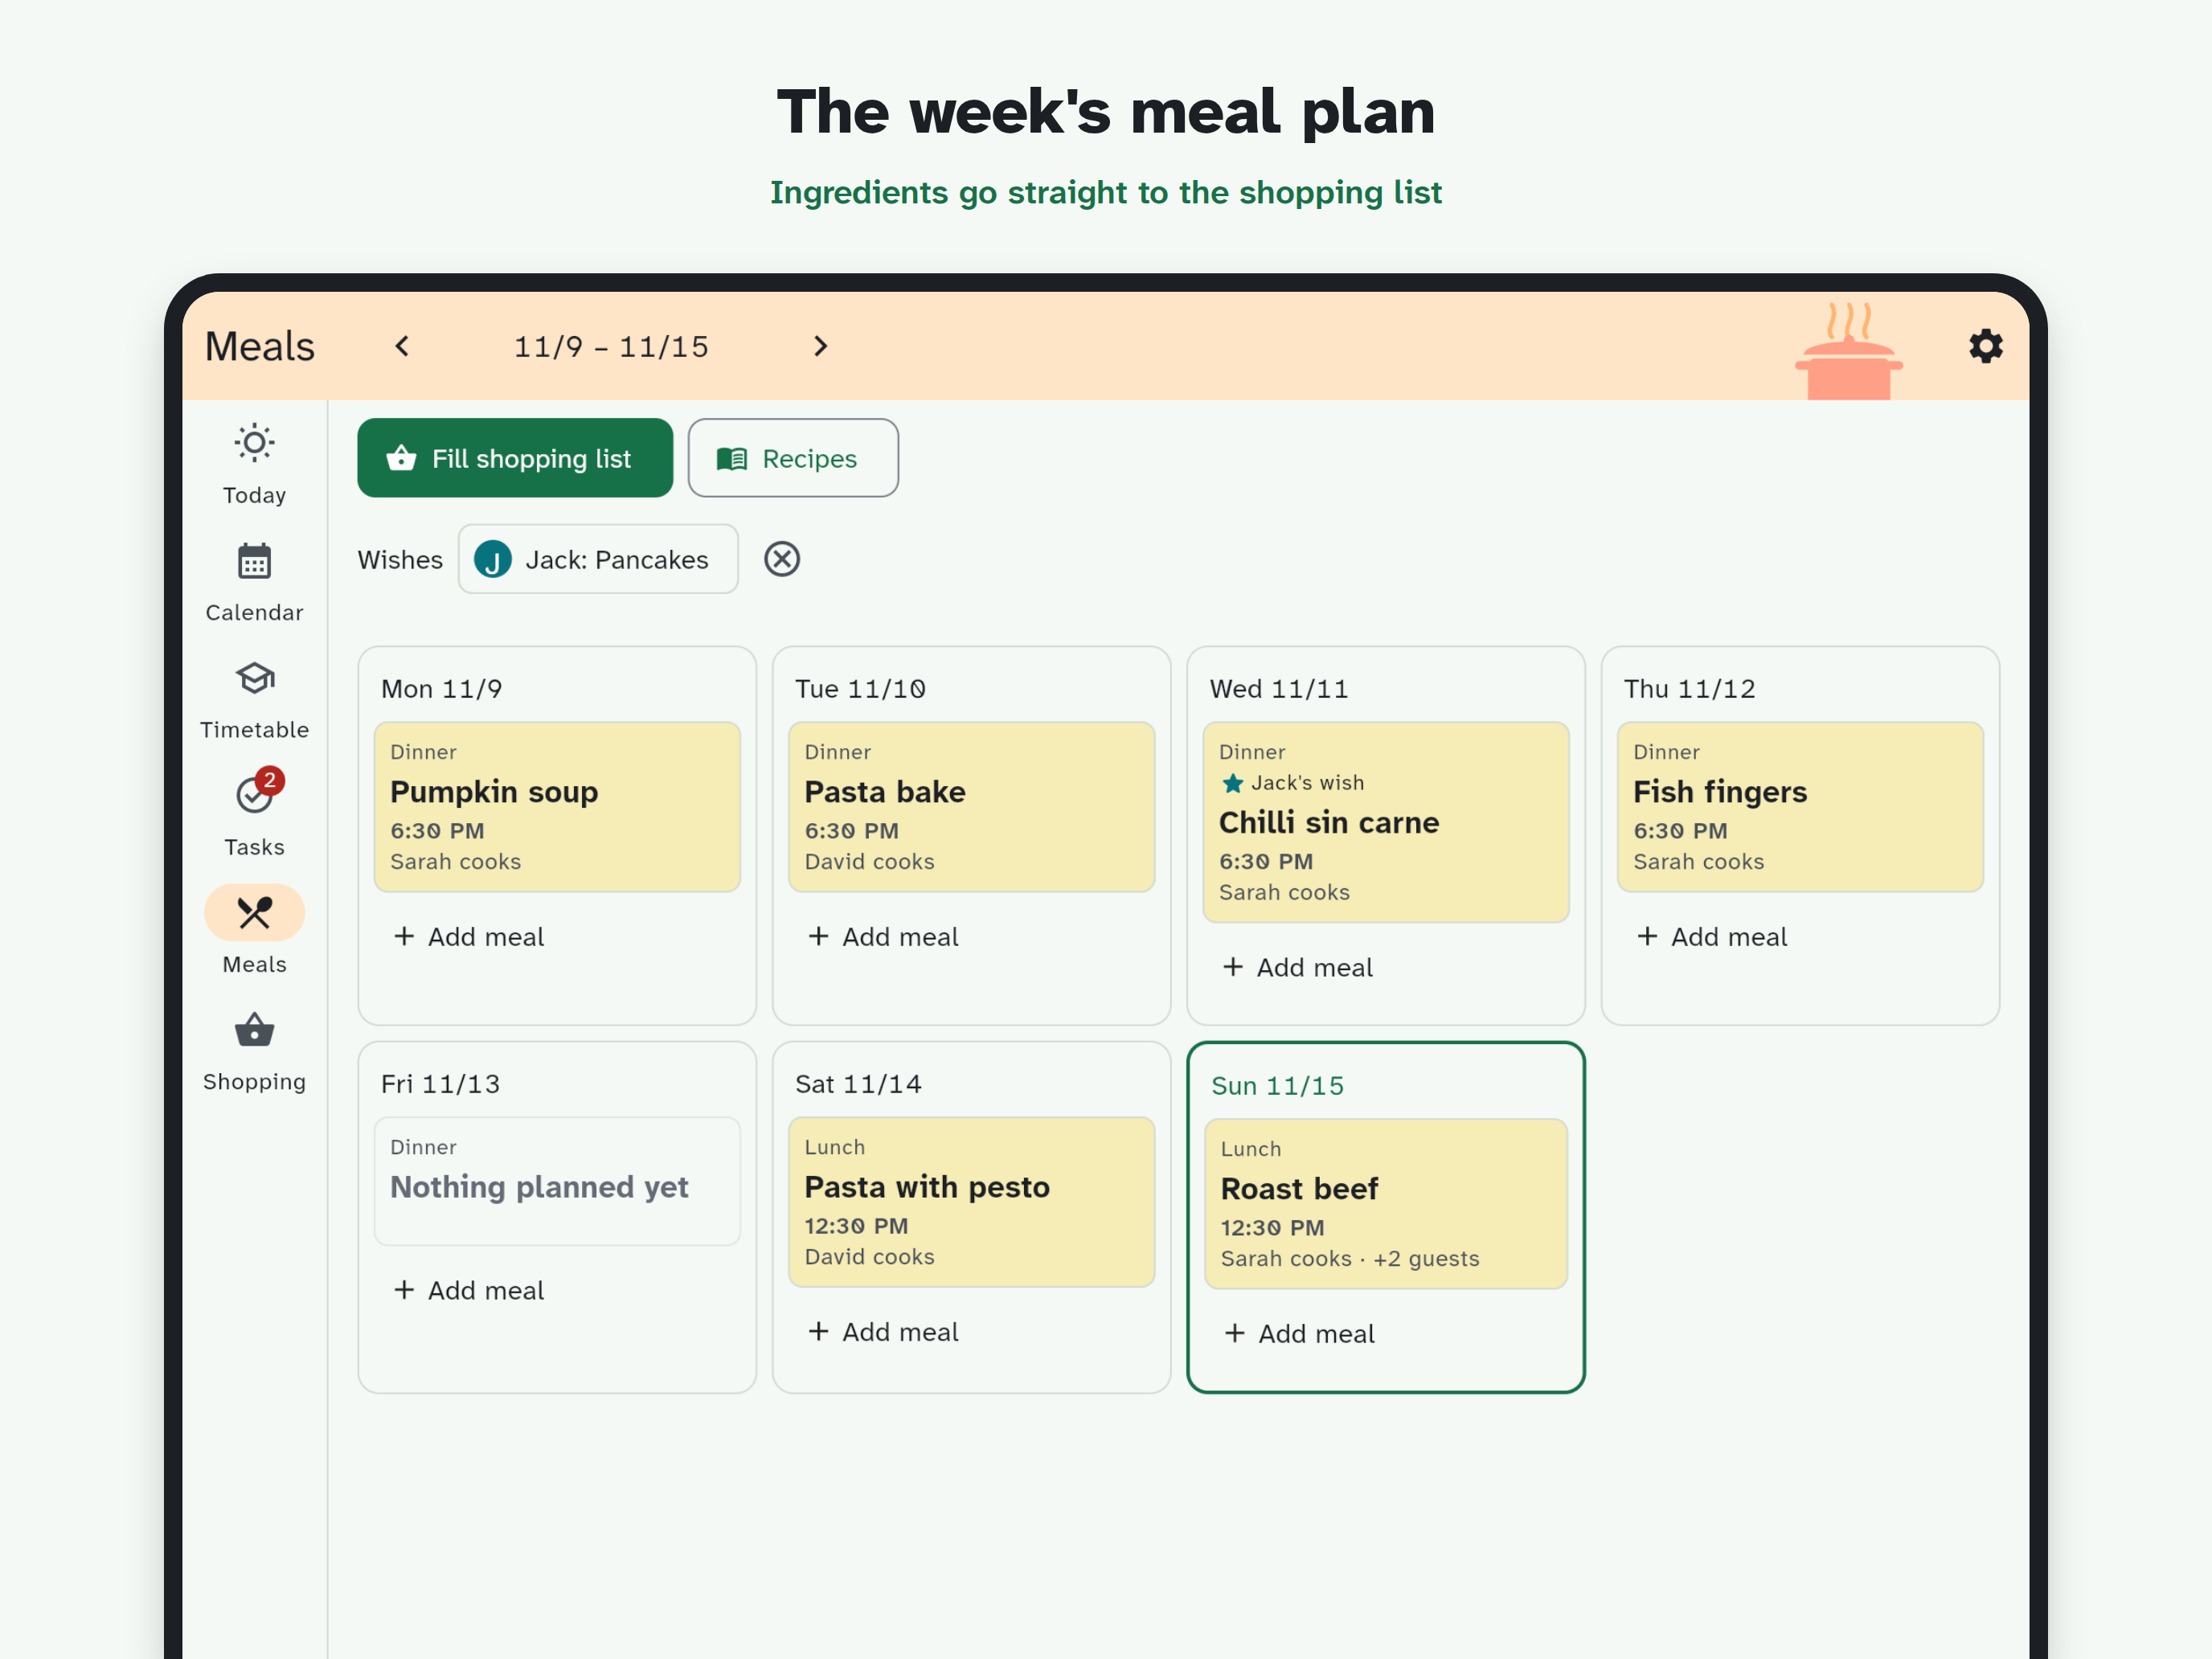 The week's meal plan
Ingredients go straight to the shopping list
Meals
11/9 – 11/15
Today
Calendar
Timetable
2
Tasks
Meals
Shopping
Fill shopping list
Recipes
Wishes
J
Jack: Pancakes
Mon 11/9
Dinner
Pumpkin soup
6:30 PM
Sarah cooks
+ Add meal
Tue 11/10
Dinner
Pasta bake
6:30 PM
David cooks
+ Add meal
Wed 11/11
Dinner
Jack's wish
Chilli sin carne
6:30 PM
Sarah cooks
+ Add meal
Thu 11/12
Dinner
Fish fingers
6:30 PM
Sarah cooks
+ Add meal
Fri 11/13
Dinner
Nothing planned yet
+ Add meal
Sat 11/14
Lunch
Pasta with pesto
12:30 PM
David cooks
+ Add meal
Sun 11/15
Lunch
Roast beef
12:30 PM
Sarah cooks · +2 guests
+ Add meal